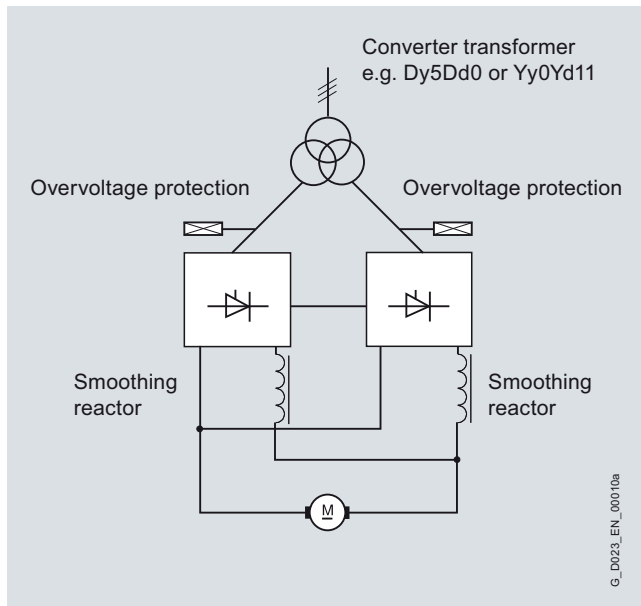 Converter transformer
e.g. Dy5Dd0 or Yy0Yd11
Overvoltage protection
Overvoltage protection
Smoothing
reactor
Smoothing
reactor
M
G_D023_EN_00010a